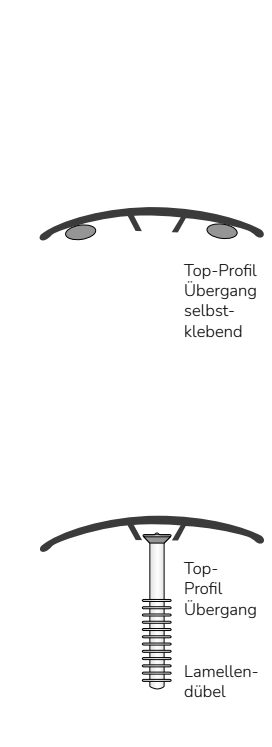 Top-Profil
Übergang
selbst-
klebend
Top-
Profil
Übergang
Lamellen-
dübel